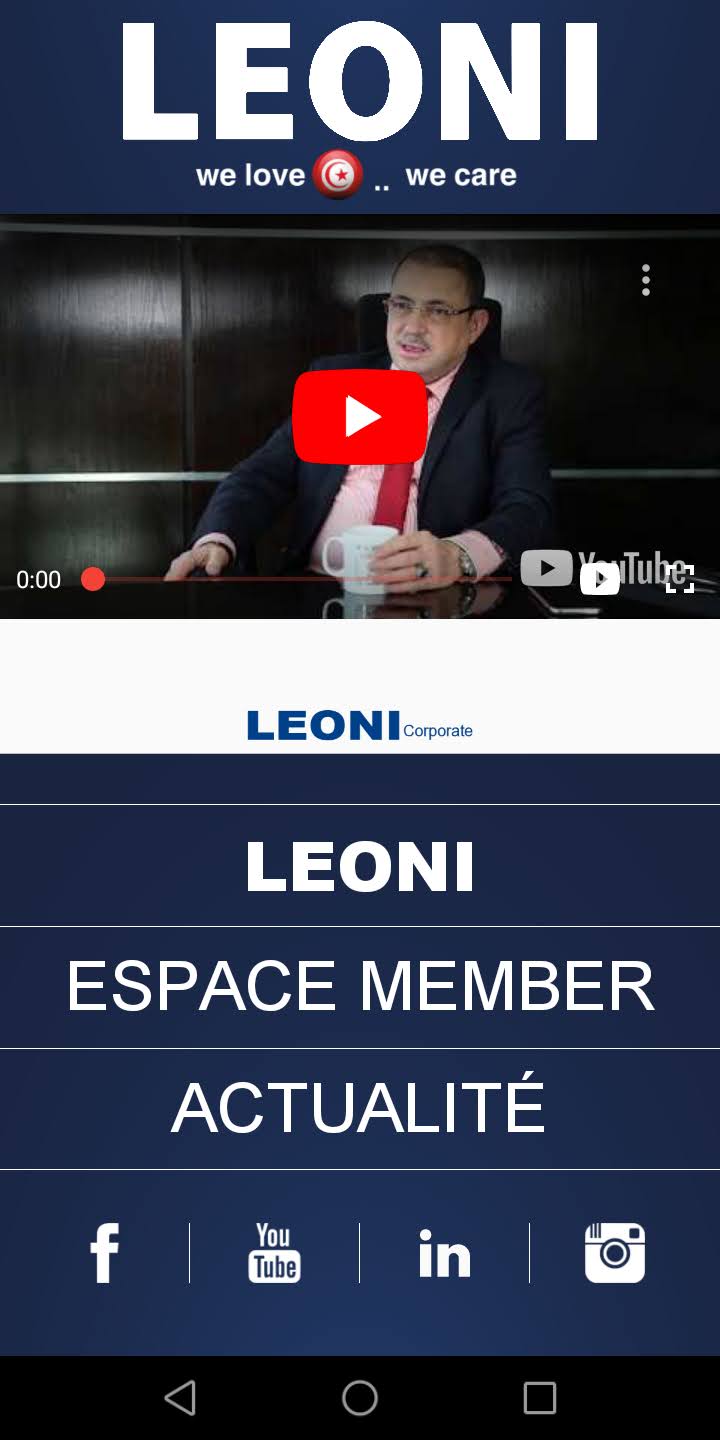 LEONI
we love .. we care
0:00
YouTube
LEONI Corporate
LEONI
ESPACE MEMBER
ACTUALITÉ
f
You
Tube
in